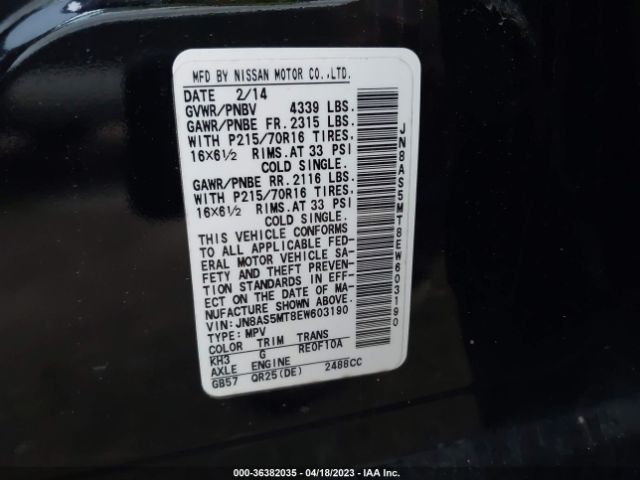 MFD BY NISSAN MOTOR CO.,LTD.
DATE 2/14
GVWR/PNBV 4339 LBS.
GAWR/PNBE FR. 2315 LBS.
WITH P215/70R16 TIRES,
16X6½ RIMS.AT 33 PSI
COLD SINGLE.
GAWR/PNBE RR. 2116 LBS.
WITH P215/70R16 TIRES,
16X6½ RIMS.AT 33 PSI
COLD SINGLE.
THIS VEHICLE CONFORMS
TO ALL APPLICABLE FED-
ERAL MOTOR VEHICLE SA-
FETY AND THEFT PREVEN-
TION STANDARDS IN EFF-
ECT ON THE DATE OF MA-
NUFACTURE SHOWN ABOVE.
VIN: JN8AS5MT8EW603190
TYPE: MPV
COLOR TRIM TRANS
KH3 G RE0F10A
AXLE ENGINE
GB57 QR25(DE) 2488CC
JN8AS5MT8EW603190
000-36382035 - 04/18/2023 - IAA Inc.